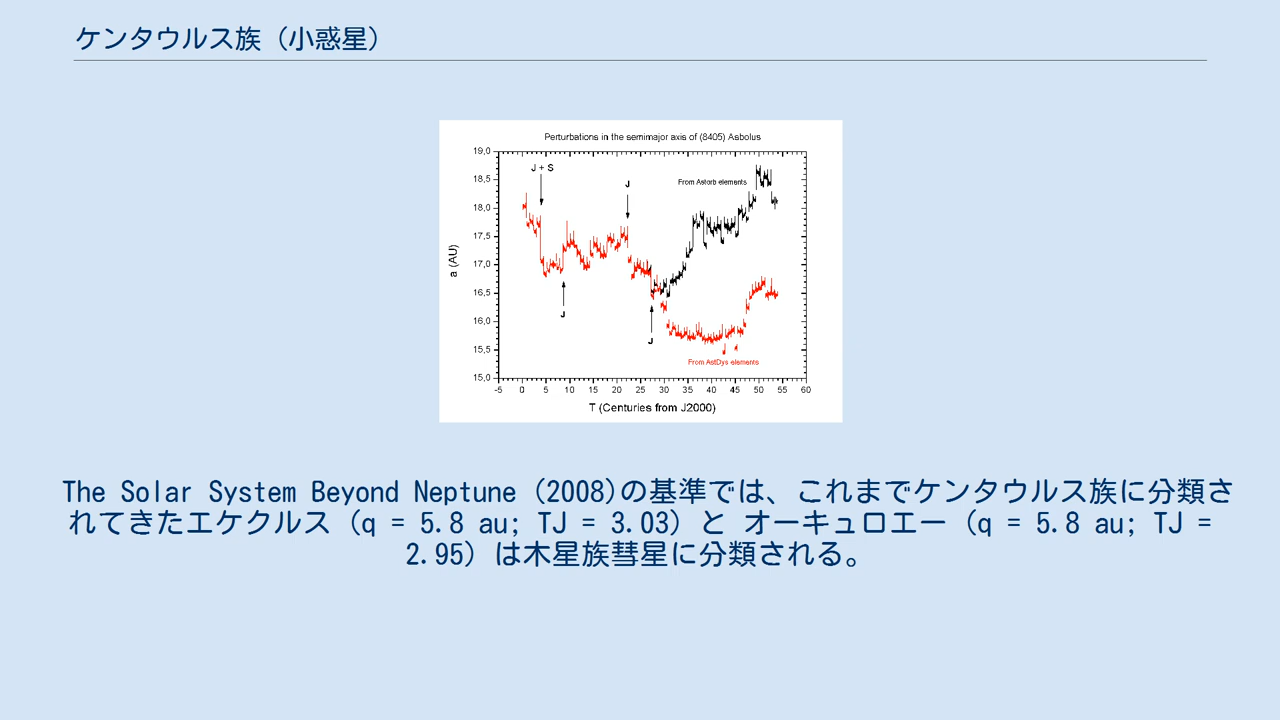 ケンタウルス族（小惑星）
Perturbations in the semimajor axis of (8405) Asbolus
19,0
18,5
18,0
17,5
17,0
16,5
16,0
15,5
15,0
a (AU)
J + S
J
From Astorb elements
J
J
From AstDys elements
-5 0 5 10 15 20 25 30 35 40 45 50 55 60
T (Centuries from J2000)
The Solar System Beyond Neptune (2008)の基準では、これまでケンタウルス族に分類さ
れてきたエケクルス（q = 5.8 au; TJ = 3.03）と オーキュロエー（q = 5.8 au; TJ =
2.95）は木星族彗星に分類される。